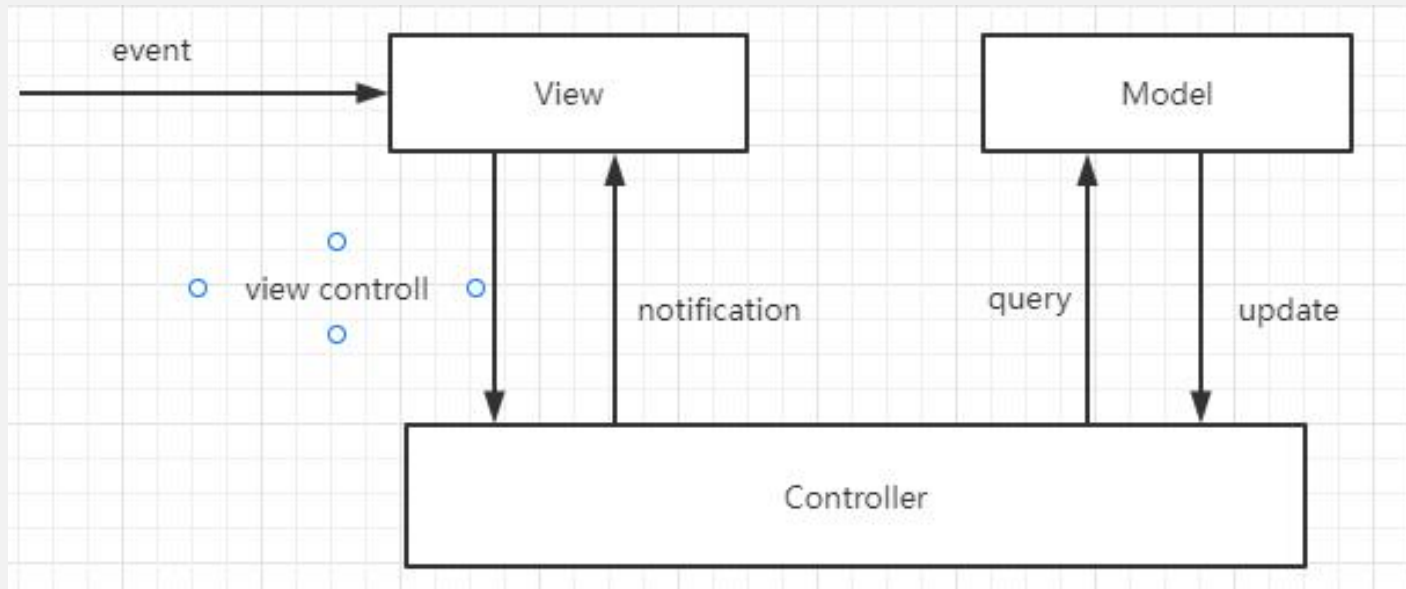 event
View
Model
view controll
notification
query
update
Controller